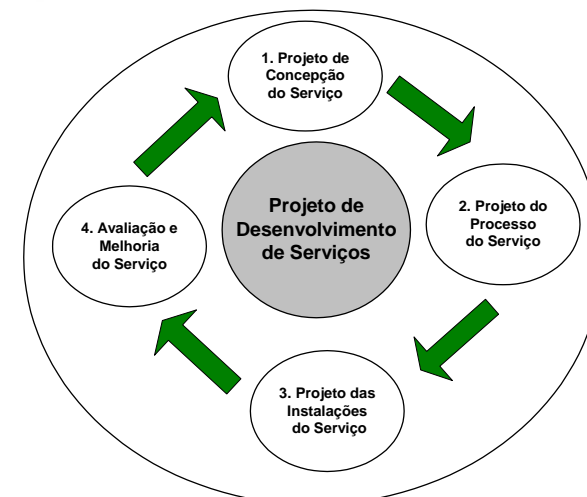 1. Projeto de
Concepção
do Serviço
Projeto de
Desenvolvimento
de Serviços
2. Projeto do
Processo
do Serviço
4. Avaliação e
Melhoria
do Serviço
3. Projeto das
Instalações
do Serviço